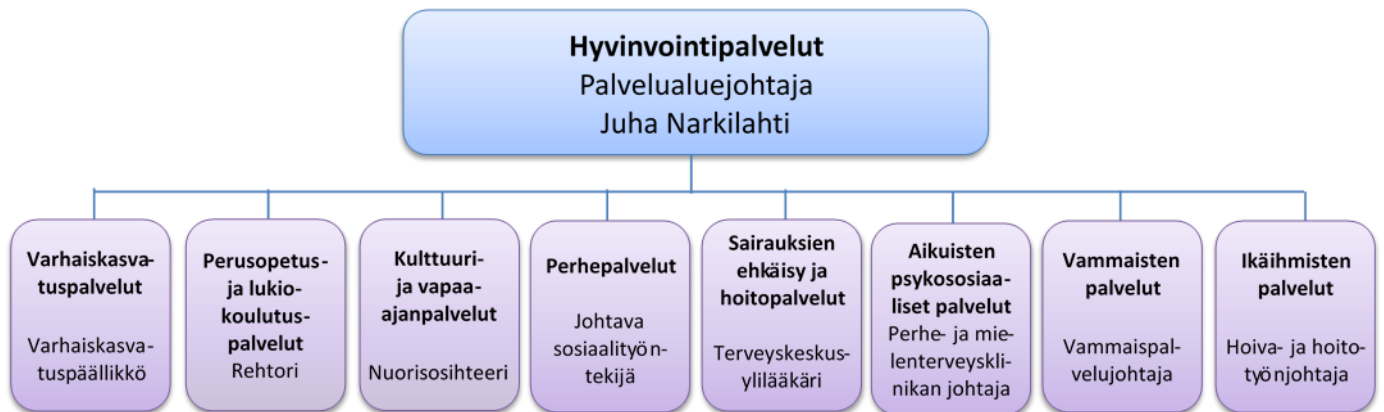 Hyvinvointipalvelut
Palvelualuejohtaja
Juha Narkilahti
Varhaiskasva-
tuspalvelut
Varhaiskasva-
tuspäällikkö
Perusopetus-
ja lukio-
koulutus-
palvelut
Rehtori
Kulttuuri-
ja vapaa-
ajanpalvelut
Nuorisosihteeri
Perhepalvelut
Johtava
sosiaalityön-
tekijä
Sairauksien
ehkäisy ja
hoitopalvelut
Terveyskeskus-
ylilääkäri
Aikuisten
psykososiaa-
liset palvelut
Perhe- ja mie-
lenterveyskli-
nikan johtaja
Vammaisten
palvelut
Vammaispal-
velujohtaja
Ikäihmisten
palvelut
Hoiva- ja hoito-
työnjohtaja